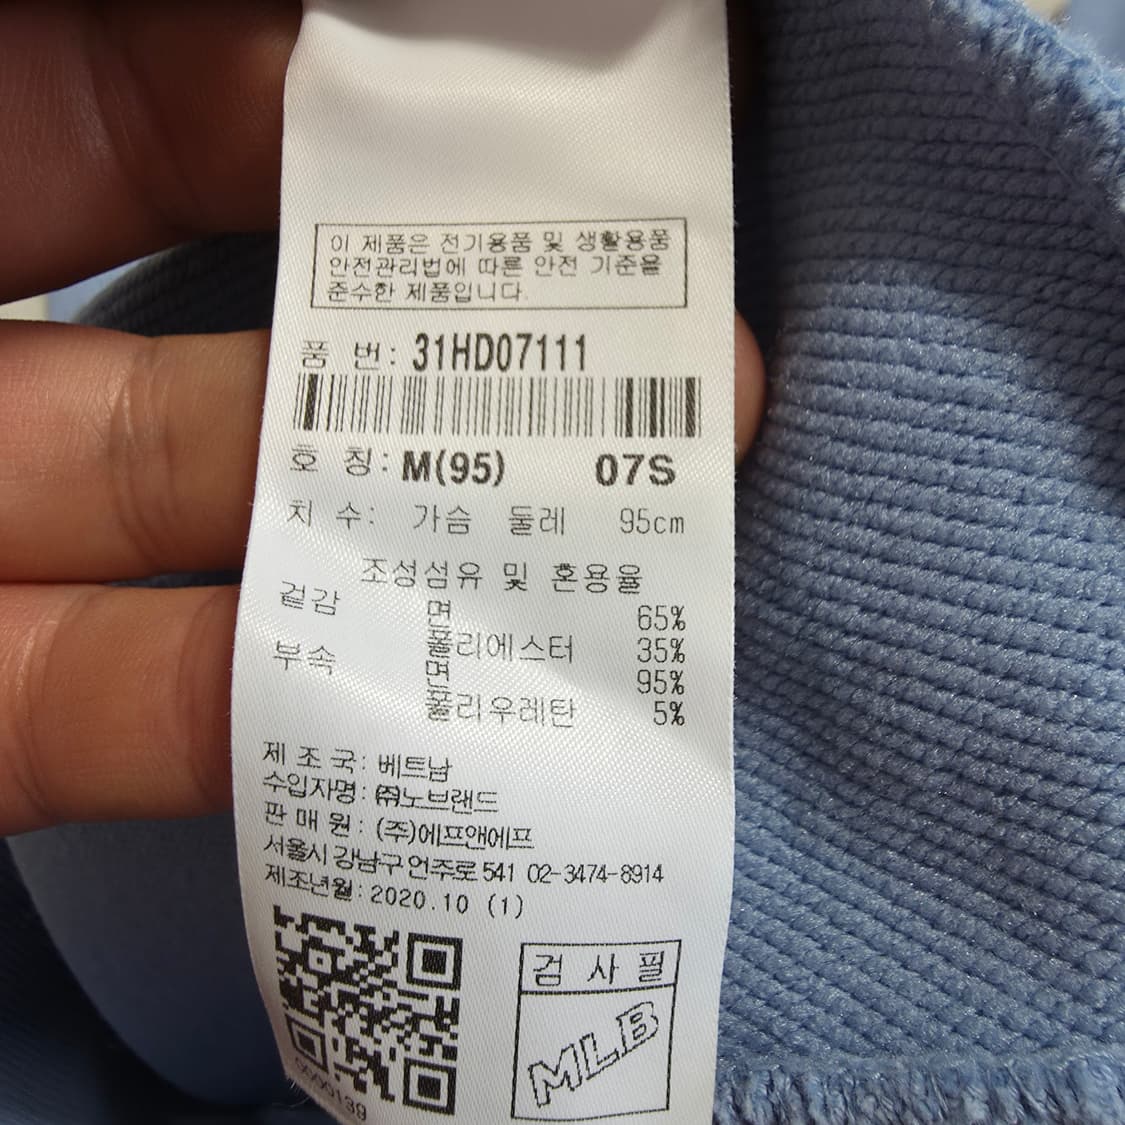 이 제품은 전기용품 및 생활용품
안전관리법에 따른 안전 기준을
준수한 제품입니다.
품 번: 31HD07111
호 칭: M(95) 07S
치 수: 가슴 둘레 95cm
조성섬유 및 혼용율
겉감 면 65%
폴리에스터 35%
부속 면 95%
폴리우레탄 5%
제 조 국: 베트남
수입자명: ㈜노브랜드
판 매 원: (주)에프앤에프
서울시 강남구 언주로 541 02-3474-8914
제조년월: 2020.10 (1)
검 사 필
MLB